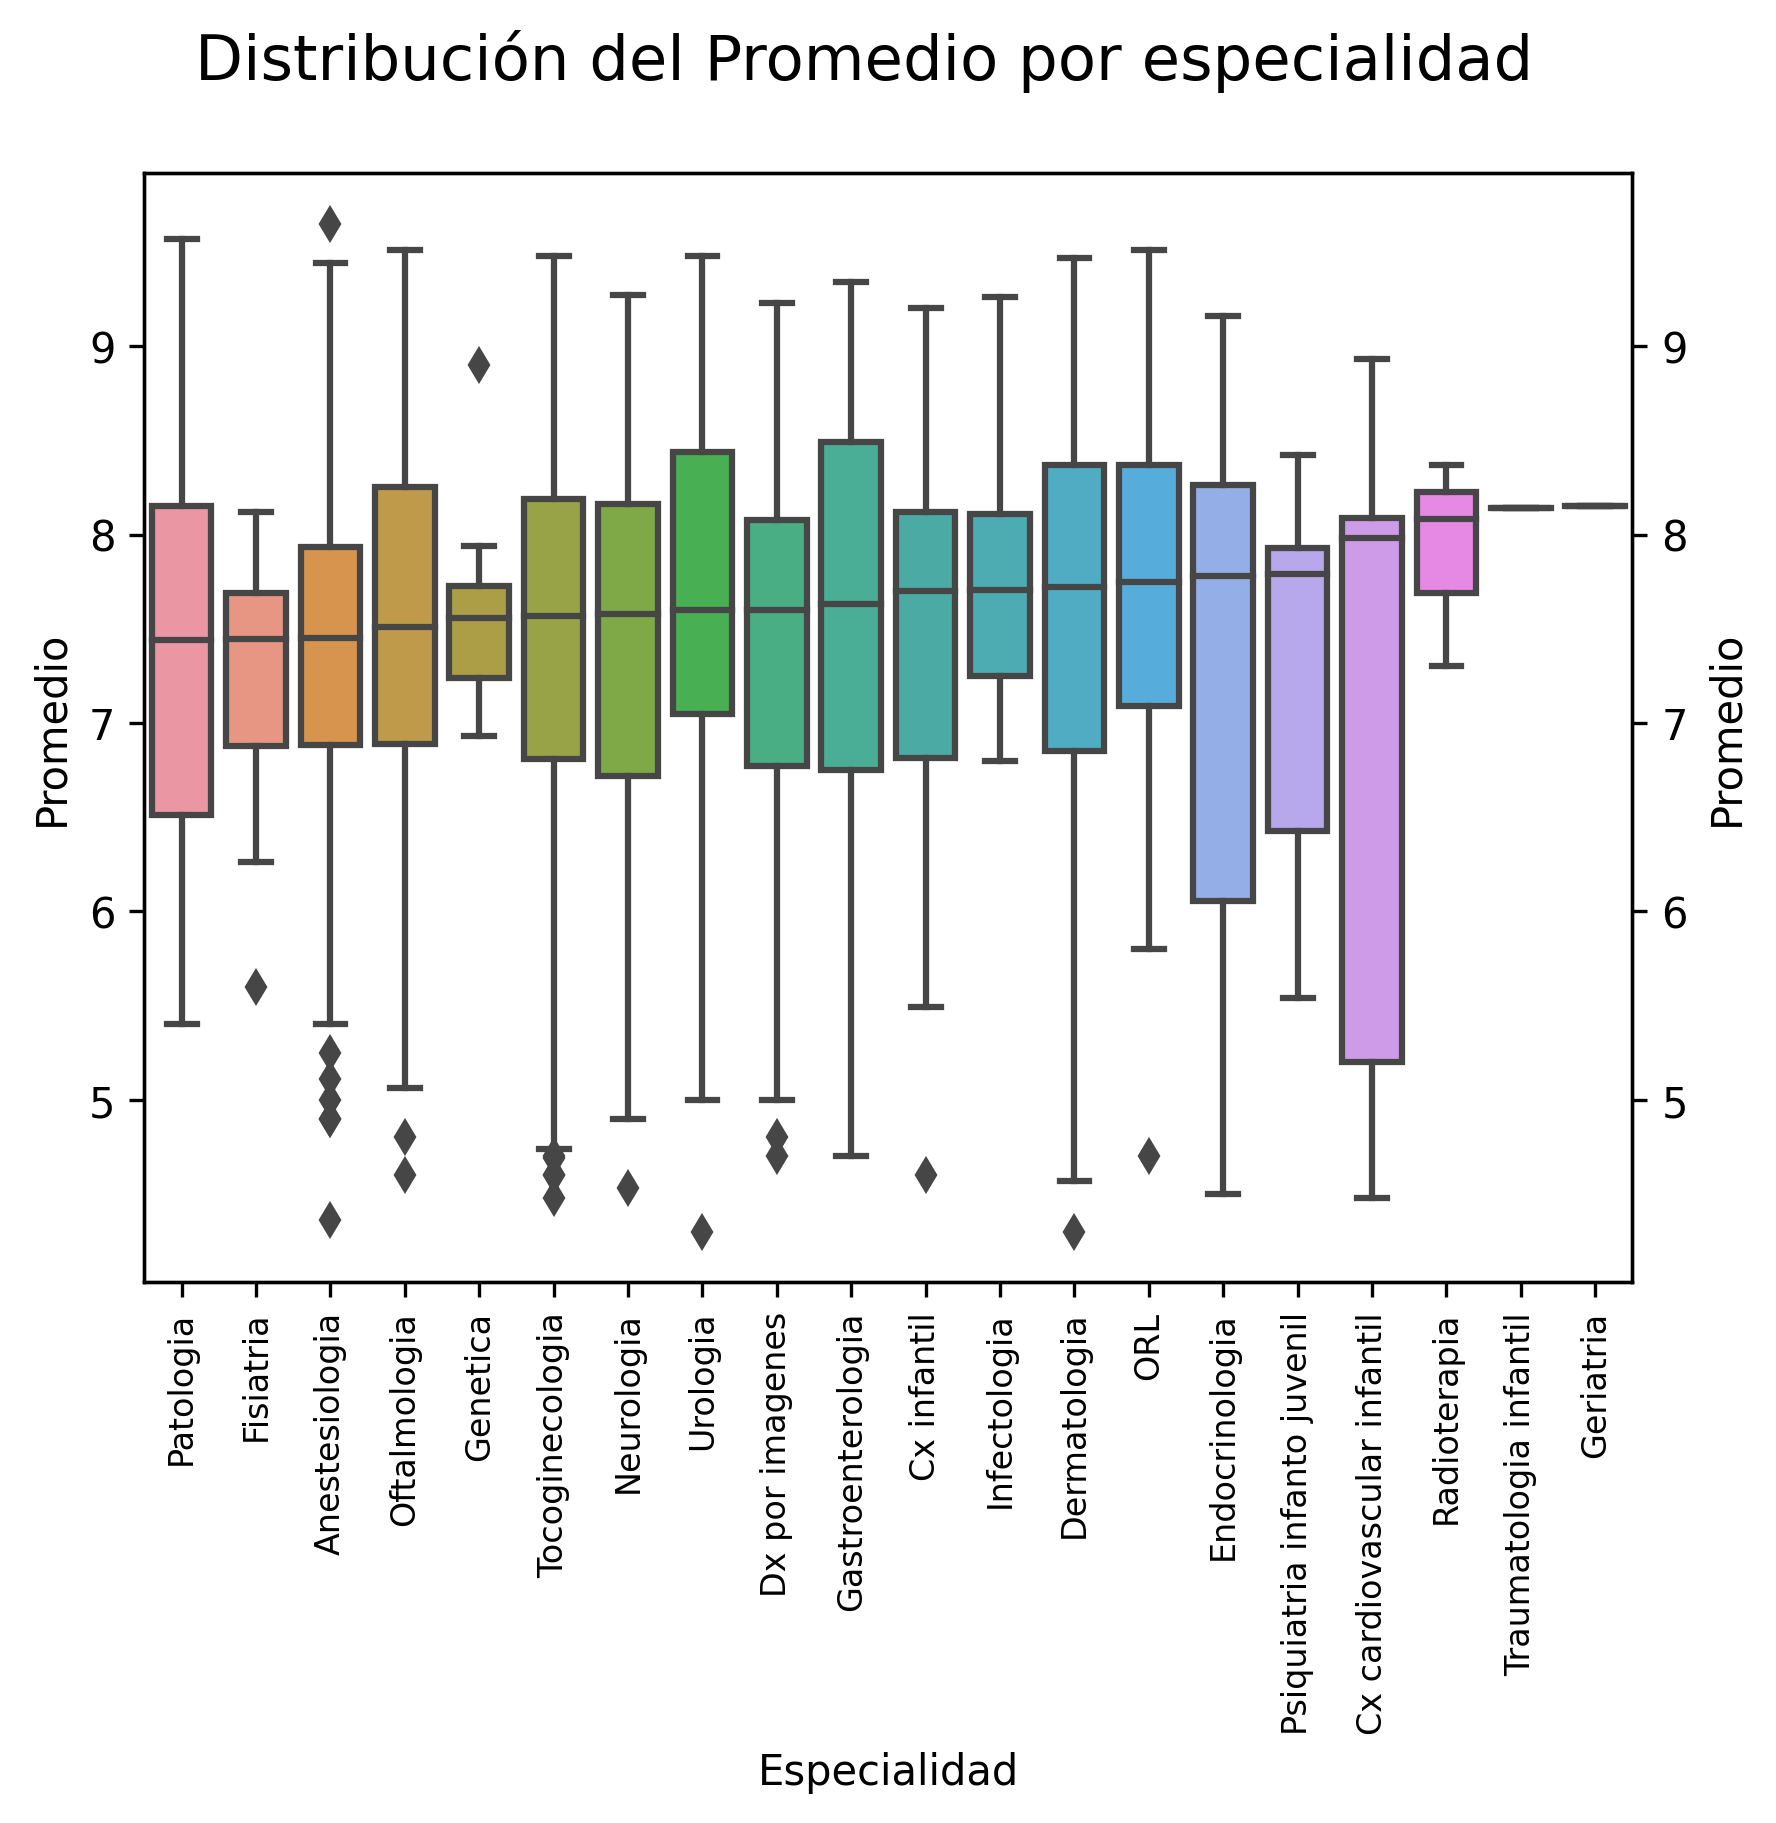 Distribución del Promedio por especialidad
Promedio
9
8
7
6
5
9
8
7
6
5
Promedio
Patologia
Fisiatria
Anestesiologia
Oftalmologia
Genetica
Tocoginecologia
Neurologia
Urologia
Dx por imagenes
Gastroenterologia
Cx infantil
Infectologia
Dermatologia
ORL
Endocrinologia
Psiquiatria infanto juvenil
Cx cardiovascular infantil
Radioterapia
Traumatologia infantil
Geriatria
Especialidad